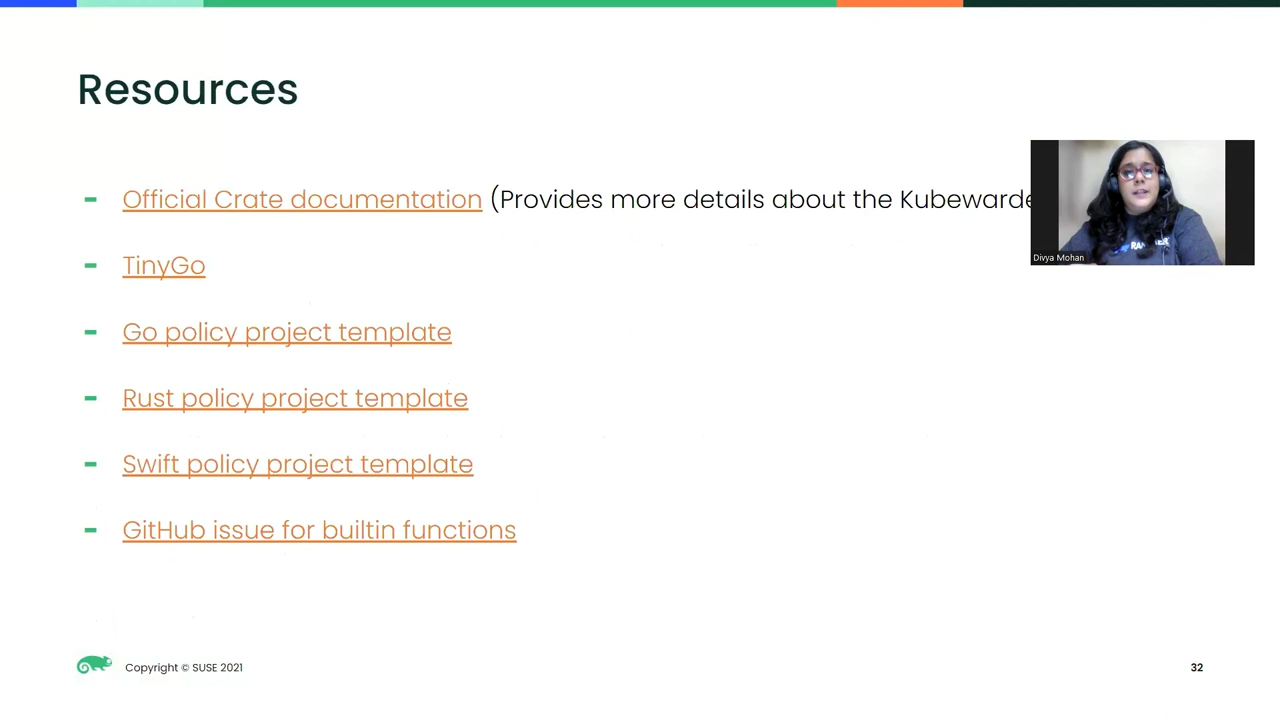 Resources
- Official Crate documentation (Provides more details about the
- TinyGo
- Go policy project template
- Rust policy project template
- Swift policy project template
- GitHub issue for builtin functions
Divya Mohan
Copyright © SUSE 2021
32